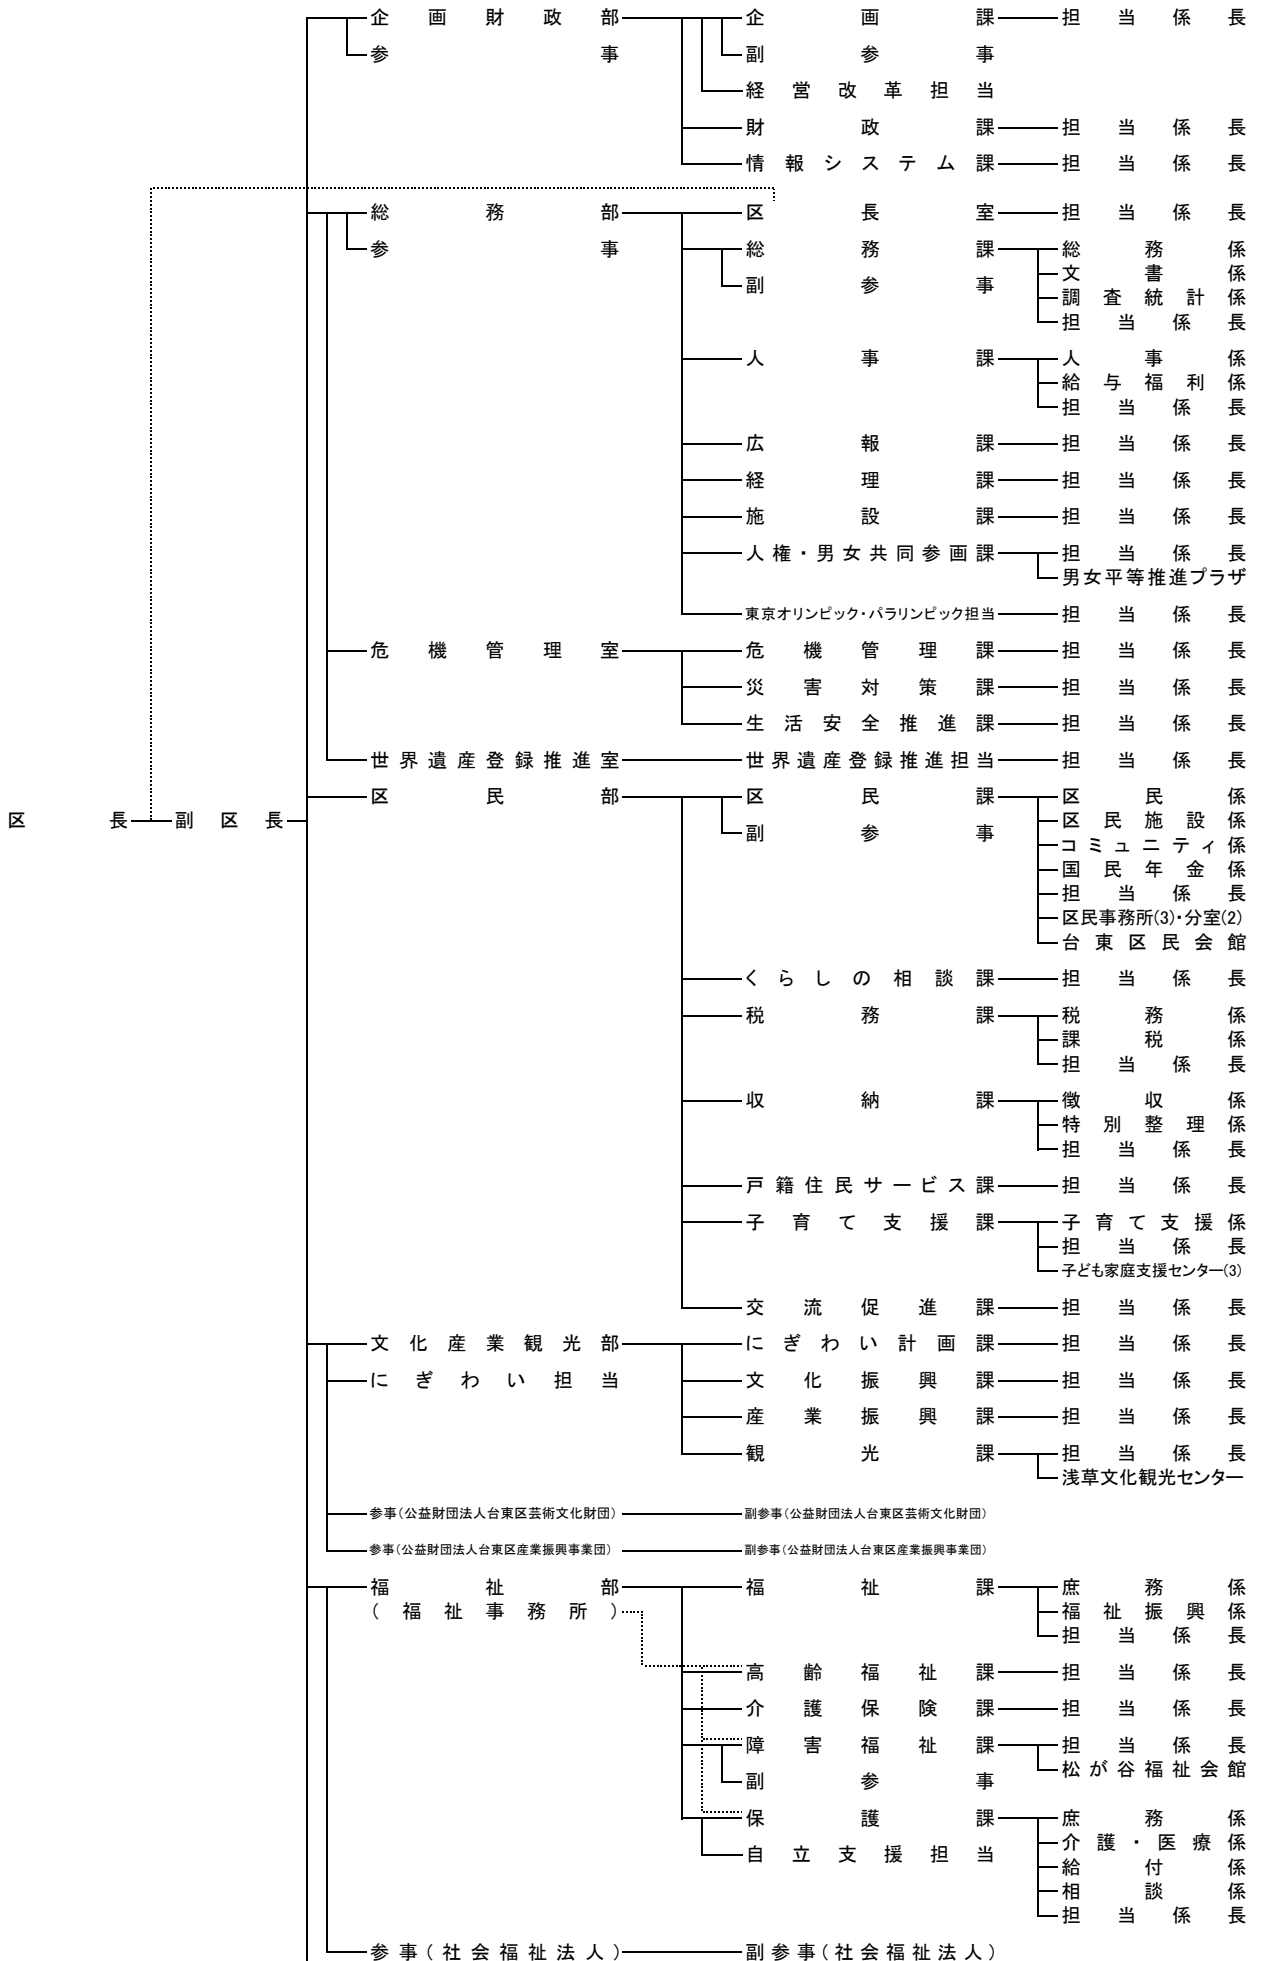 企画財政部 企画課 担当係長
参事 副参事
経営改革担当
財政課 担当係長
情報システム課 担当係長
総務部 区長室 担当係長
参事 総務課 総務係
文書係
副参事
調査統計係
担当係長
人事課 人事係
給与福利係
担当係長
広報課 担当係長
経理課 担当係長
施設課 担当係長
人権・男女共同参画課 担当係長
男女平等推進プラザ
東京オリンピック・パラリンピック担当 担当係長
危機管理室 危機管理課 担当係長
災害対策課 担当係長
生活安全推進課 担当係長
世界遺産登録推進室 世界遺産登録推進担当 担当係長
区民部 区民課 区民係
区長 副区長 区民施設係
副参事
コミュニティ係
国民年金係
担当係長
区民事務所(3)・分室(2)
台東区民会館
くらしの相談課 担当係長
税務課 税務係
課税係
担当係長
収納課 徴収係
特別整理係
担当係長
戸籍住民サービス課 担当係長
子育て支援課 子育て支援係
担当係長
子ども家庭支援センター(3)
交流促進課 担当係長
文化産業観光部 にぎわい計画課 担当係長
にぎわい担当 文化振興課 担当係長
産業振興課 担当係長
観光課 担当係長
浅草文化観光センター
参事(公益財団法人台東区芸術文化財団) 副参事(公益財団法人台東区芸術文化財団)
参事(公益財団法人台東区産業振興事業団) 副参事(公益財団法人台東区産業振興事業団)
福祉部 福祉課 庶務係
(福祉事務所) 福祉振興係
担当係長
高齢福祉課 担当係長
介護保険課 担当係長
障害福祉課 担当係長
松が谷福祉会館
副参事
保護課 庶務係
介護・医療係
自立支援担当
給付係
相談係
担当係長
参事(社会福祉法人) 副参事(社会福祉法人)